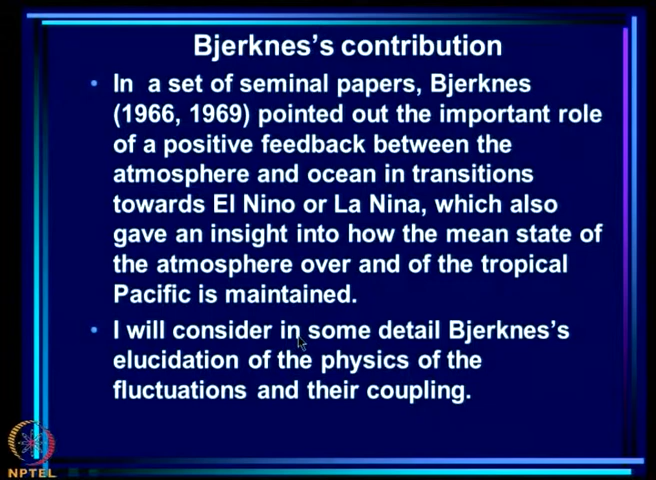 Bjerknes's contribution
• In a set of seminal papers, Bjerknes
(1966, 1969) pointed out the important role
of a positive feedback between the
atmosphere and ocean in transitions
towards El Nino or La Nina, which also
gave an insight into how the mean state of
the atmosphere over and of the tropical
Pacific is maintained.
• I will consider in some detail Bjerknes's
elucidation of the physics of the
fluctuations and their coupling.
NPTEL